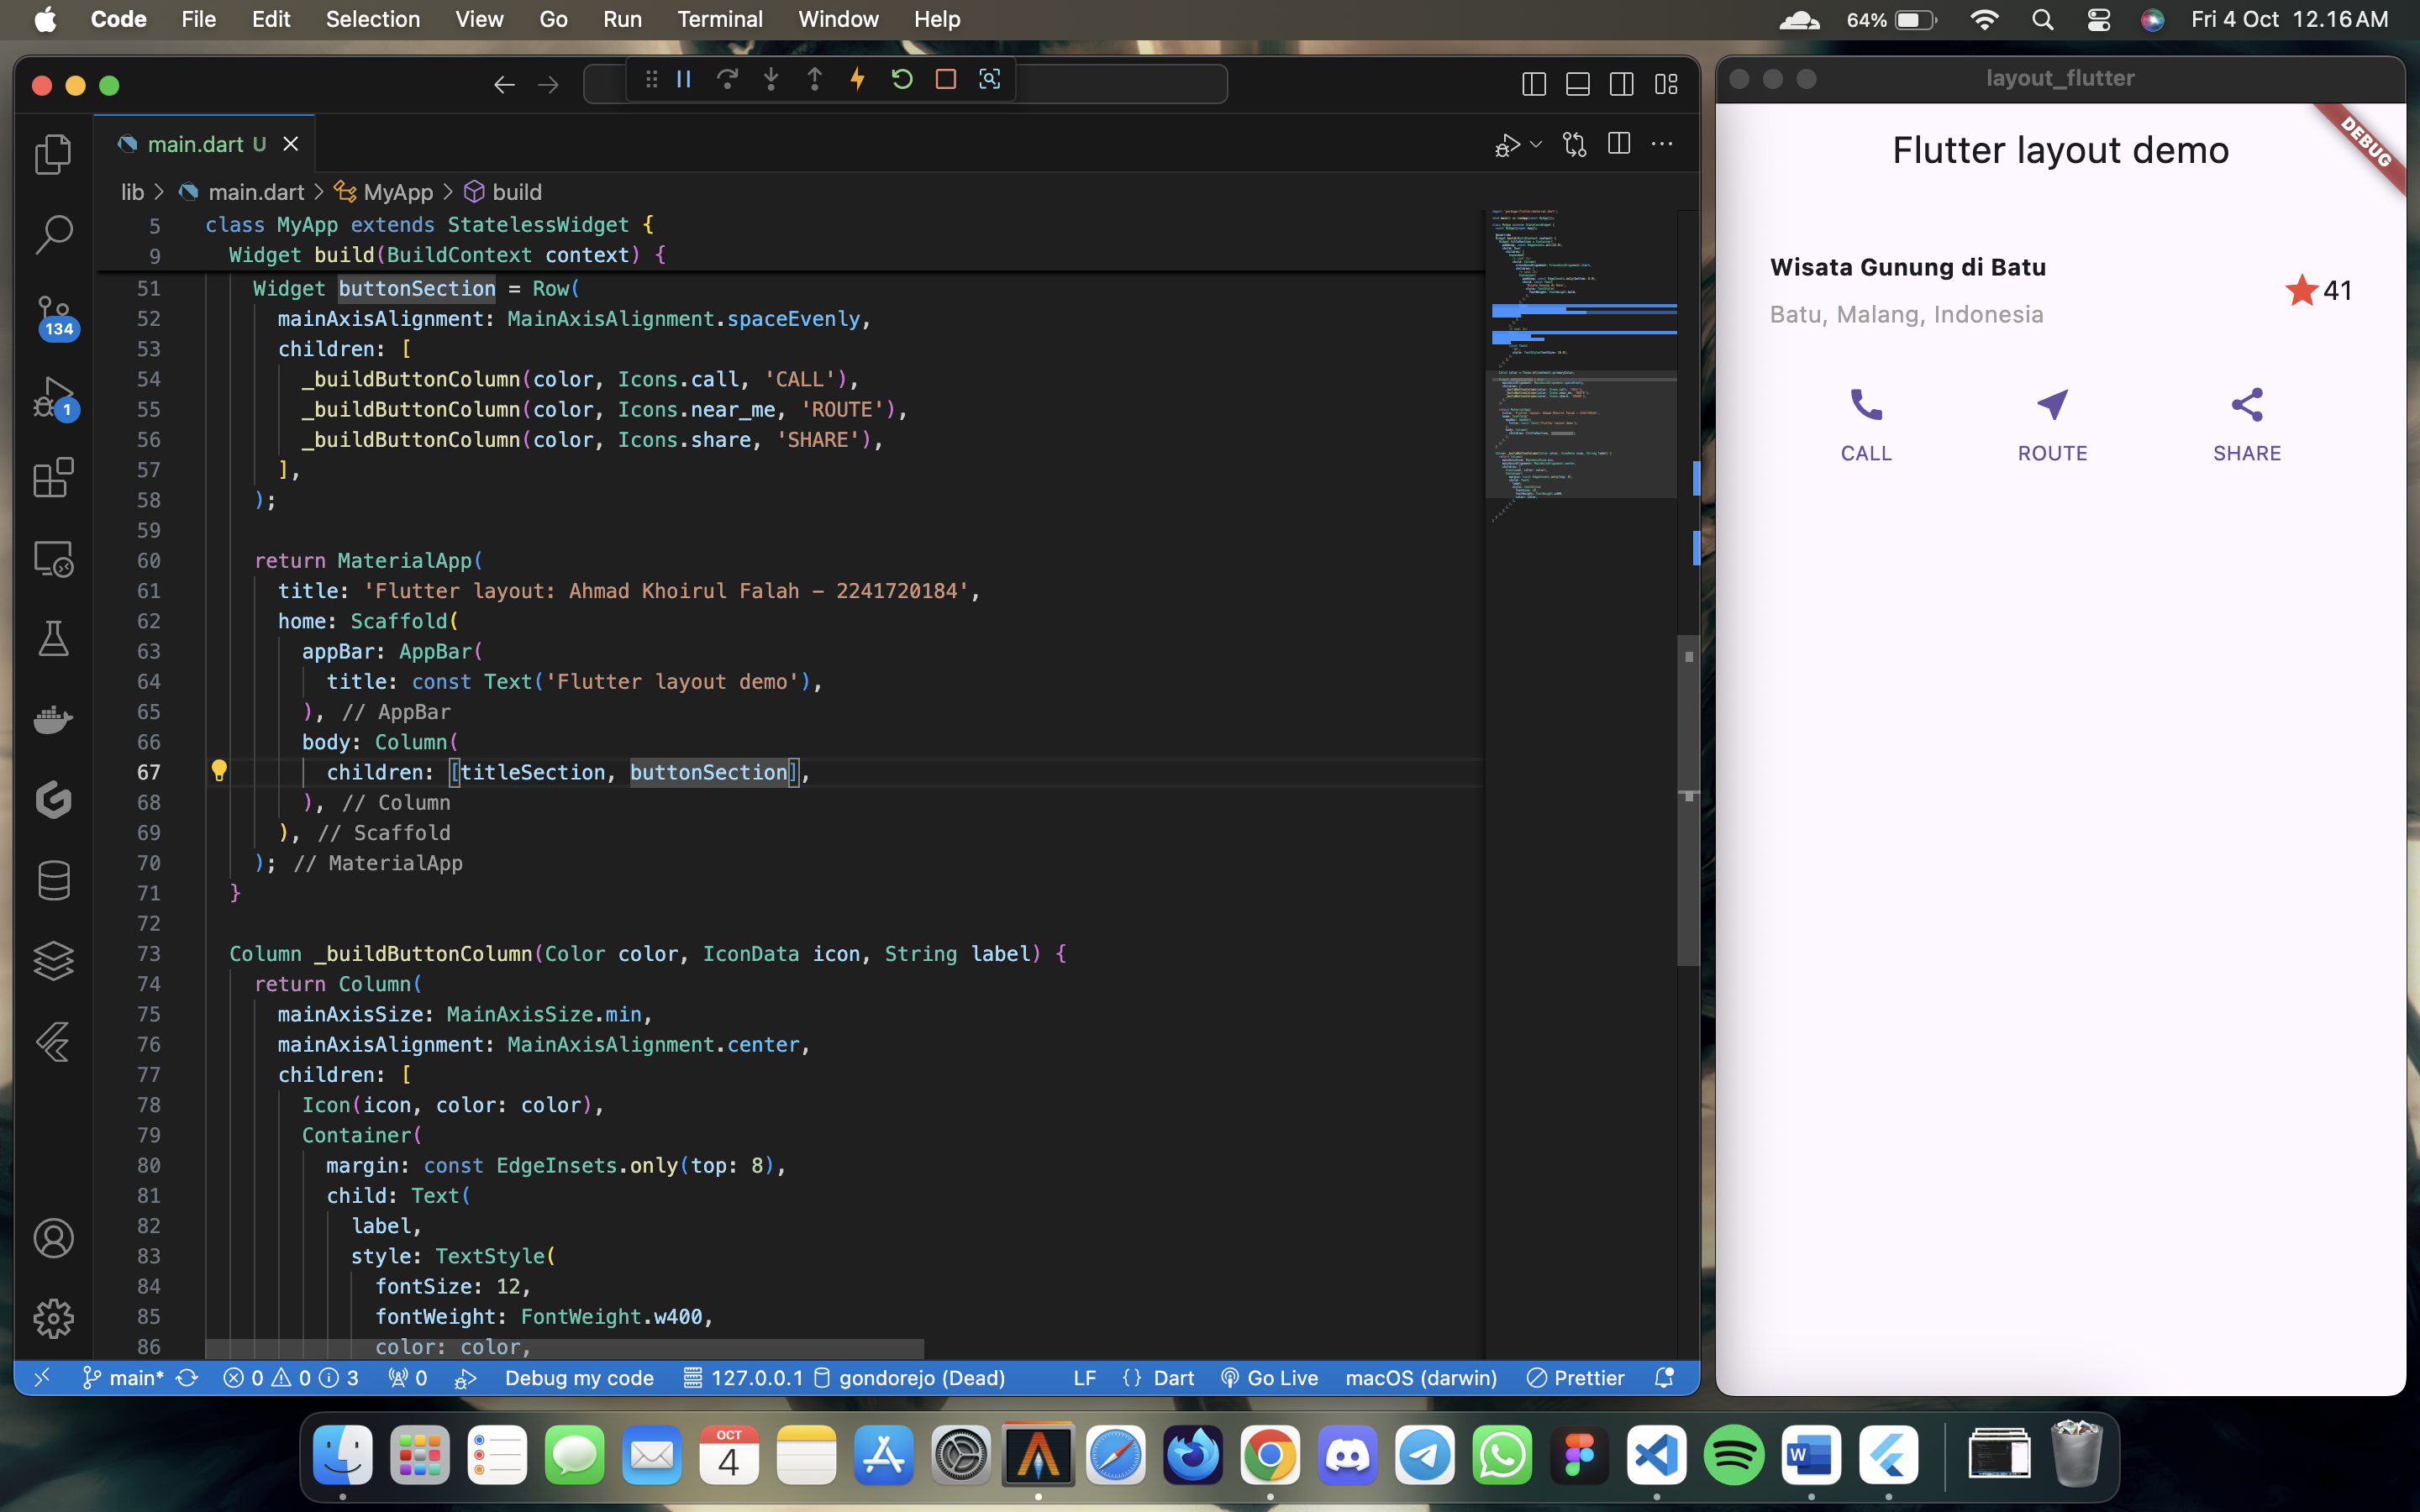 Code File Edit Selection View Go Run Terminal Window Help 64% Fri 4 Oct 12.16 AM
layout_flutter
main.dart U
lib > main.dart > MyApp > build
5 class MyApp extends StatelessWidget {
9 Widget build(BuildContext context) {
51 Widget buttonSection = Row(
52 mainAxisAlignment: MainAxisAlignment.spaceEvenly,
53 children: [
54 _buildButtonColumn(color, Icons.call, 'CALL'),
55 _buildButtonColumn(color, Icons.near_me, 'ROUTE'),
56 _buildButtonColumn(color, Icons.share, 'SHARE'),
57 ],
58 );
59
60 return MaterialApp(
61 title: 'Flutter layout: Ahmad Khoirul Falah - 2241720184',
62 home: Scaffold(
63 appBar: AppBar(
64 title: const Text('Flutter layout demo'),
65 ), // AppBar
66 body: Column(
67 children: [titleSection, buttonSection],
68 ), // Column
69 ), // Scaffold
70 ); // MaterialApp
71 }
72
73 Column _buildButtonColumn(Color color, IconData icon, String label) {
74 return Column(
75 mainAxisSize: MainAxisSize.min,
76 mainAxisAlignment: MainAxisAlignment.center,
77 children: [
78 Icon(icon, color: color),
79 Container(
80 margin: const EdgeInsets.only(top: 8),
81 child: Text(
82 label,
83 style: TextStyle(
84 fontSize: 12,
85 fontWeight: FontWeight.w400,
86 color: color,
134
1
main* 0 0 3 0 Debug my code 127.0.0.1 gondorejo (Dead) LF {} Dart Go Live macOS (darwin) Prettier
Flutter layout demo
DEBUG
Wisata Gunung di Batu
Batu, Malang, Indonesia
41
CALL ROUTE SHARE
OCT
4
W